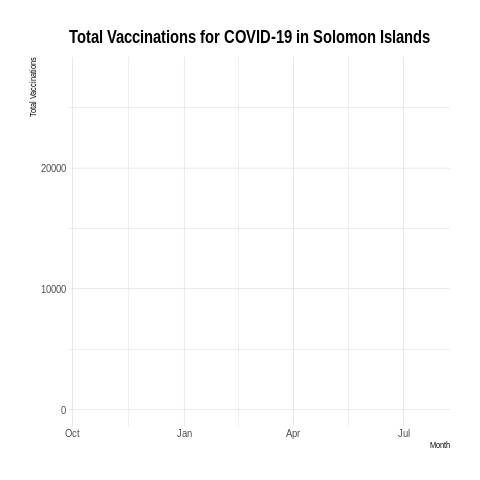 Total Vaccinations for COVID-19 in Solomon Islands
Total Vaccinations
20000
10000
0
Oct Jan Apr Jul
Month